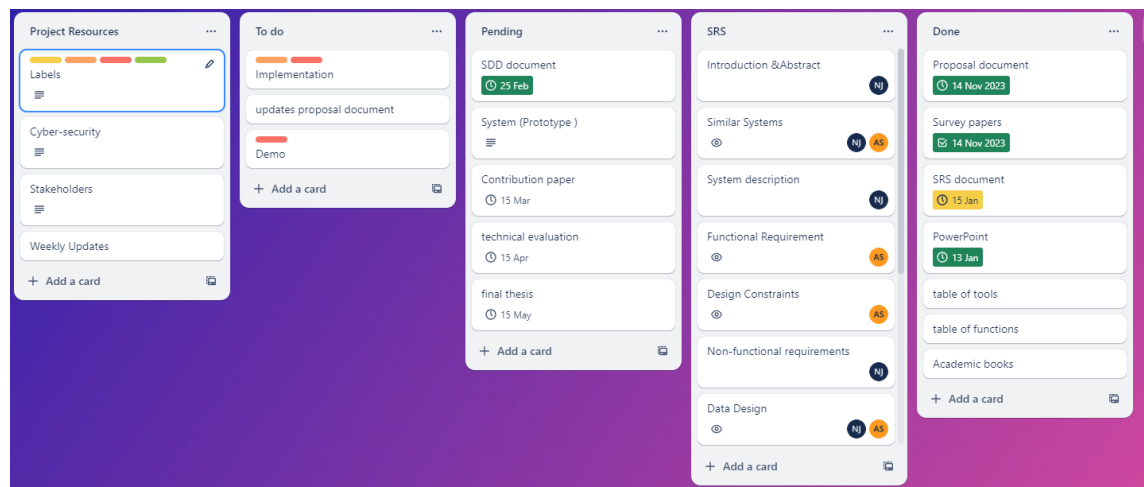 Project Resources
Labels
Cyber-security
Stakeholders
Weekly Updates
+ Add a card
To do
Implementation
updates proposal document
Demo
+ Add a card
Pending
SDD document
25 Feb
System (Prototype )
Contribution paper
15 Mar
technical evaluation
15 Apr
final thesis
15 May
+ Add a card
SRS
Introduction &Abstract
NJ
Similar Systems
NJ AS
System description
NJ
Functional Requirement
AS
Design Constraints
AS
Non-functional requirements
NJ
Data Design
NJ AS
+ Add a card
Done
Proposal document
14 Nov 2023
Survey papers
14 Nov 2023
SRS document
15 Jan
PowerPoint
13 Jan
table of tools
table of functions
Academic books
+ Add a card